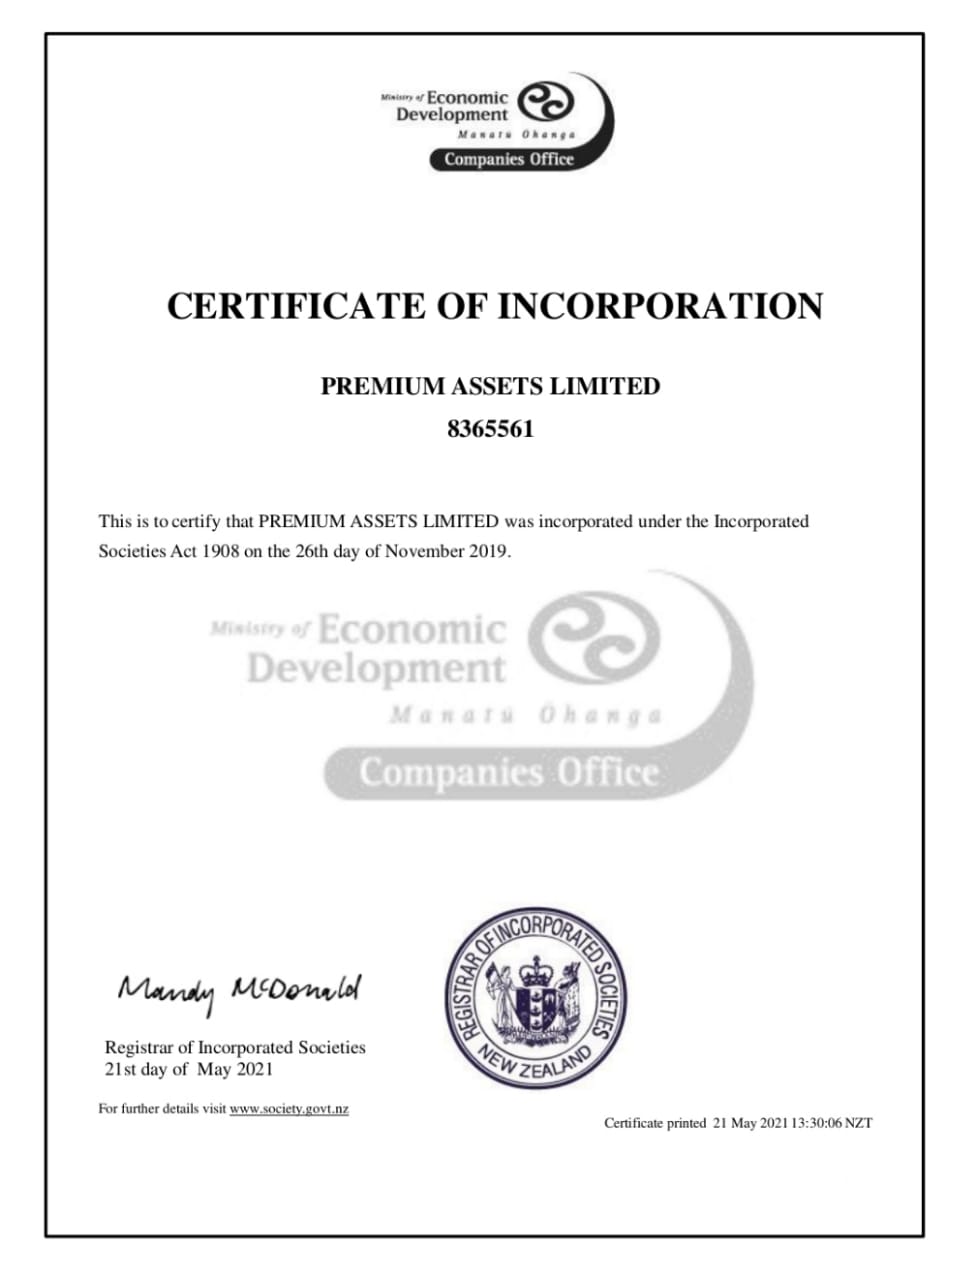 Ministry of Economic
Development
Manatū Ōhanga
Companies Office
CERTIFICATE OF INCORPORATION
PREMIUM ASSETS LIMITED
8365561
This is to certify that PREMIUM ASSETS LIMITED was incorporated under the Incorporated
Societies Act 1908 on the 26th day of November 2019.
Ministry of Economic
Development
Manatū Ōhanga
Companies Office
REGISTRAR OF INCORPORATED SOCIETIES
NEW ZEALAND
Mandy McDonald
Registrar of Incorporated Societies
21st day of May 2021
For further details visit www.society.govt.nz
Certificate printed 21 May 2021 13:30:06 NZT